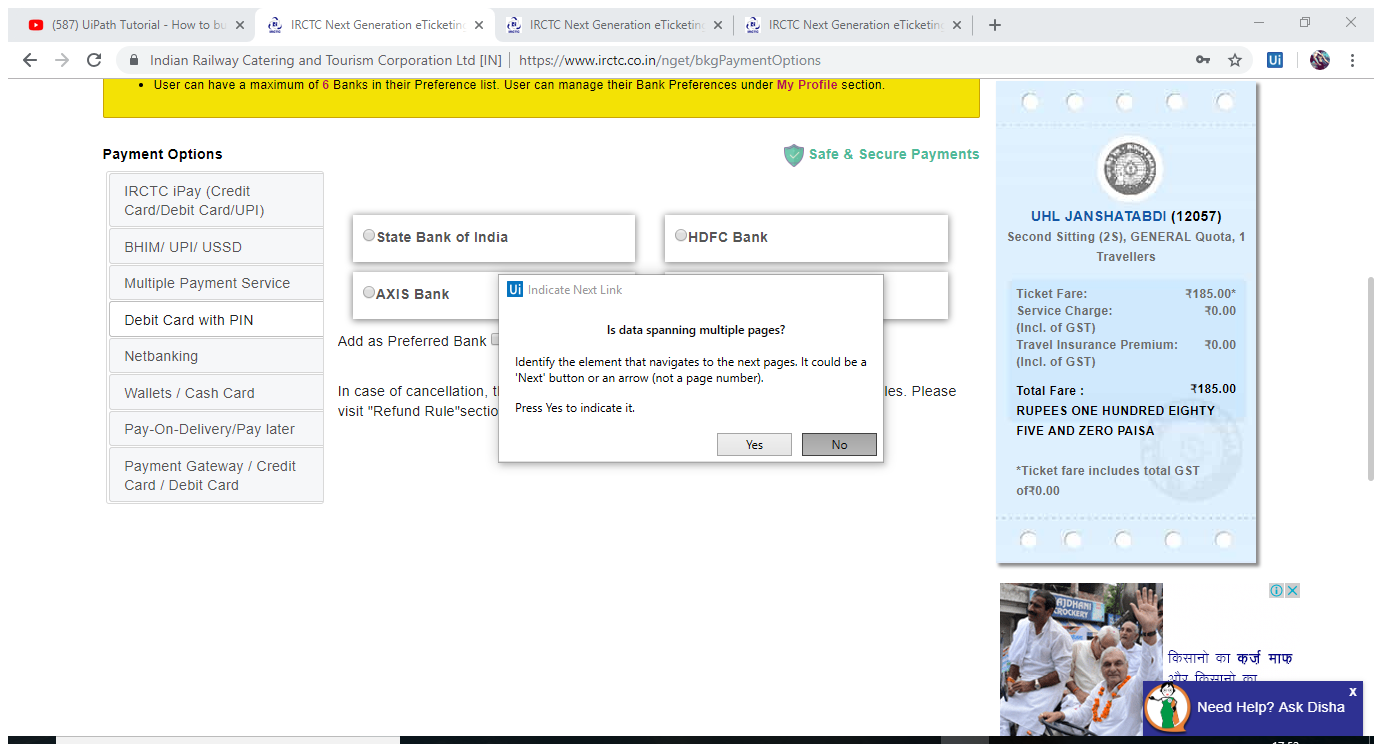 (587) UiPath Tutorial - How to bu
IRCTC Next Generation eTicketing
IRCTC Next Generation eTicketing
IRCTC Next Generation eTicketing
Indian Railway Catering and Tourism Corporation Ltd [IN] | https://www.irctc.co.in/nget/bkgPaymentOptions
Ui
• User can have a maximum of 6 Banks in their Preference list. User can manage their Bank Preferences under My Profile section.
Payment Options
Safe & Secure Payments
IRCTC iPay (Credit
Card/Debit Card/UPI)
BHIM/ UPI/ USSD
Multiple Payment Service
Debit Card with PIN
Netbanking
Wallets / Cash Card
Pay-On-Delivery/Pay later
Payment Gateway / Credit
Card / Debit Card
State Bank of India
HDFC Bank
AXIS Bank
Add as Preferred Bank
In case of cancellation, t
les. Please
visit "Refund Rule"sectio
Ui Indicate Next Link
Is data spanning multiple pages?
Identify the element that navigates to the next pages. It could be a
'Next' button or an arrow (not a page number).
Press Yes to indicate it.
Yes
No
UHL JANSHATABDI (12057)
Second Sitting (2S), GENERAL Quota, 1
Travellers
Ticket Fare: ₹185.00*
Service Charge: ₹0.00
(Incl. of GST)
Travel Insurance Premium: ₹0.00
(Incl. of GST)
Total Fare : ₹185.00
RUPEES ONE HUNDRED EIGHTY
FIVE AND ZERO PAISA
*Ticket fare includes total GST
of₹0.00
AJDHANI
CROCKERY
किसानो का कर्ज़ माफ
और किसानो का
x
Need Help? Ask Disha